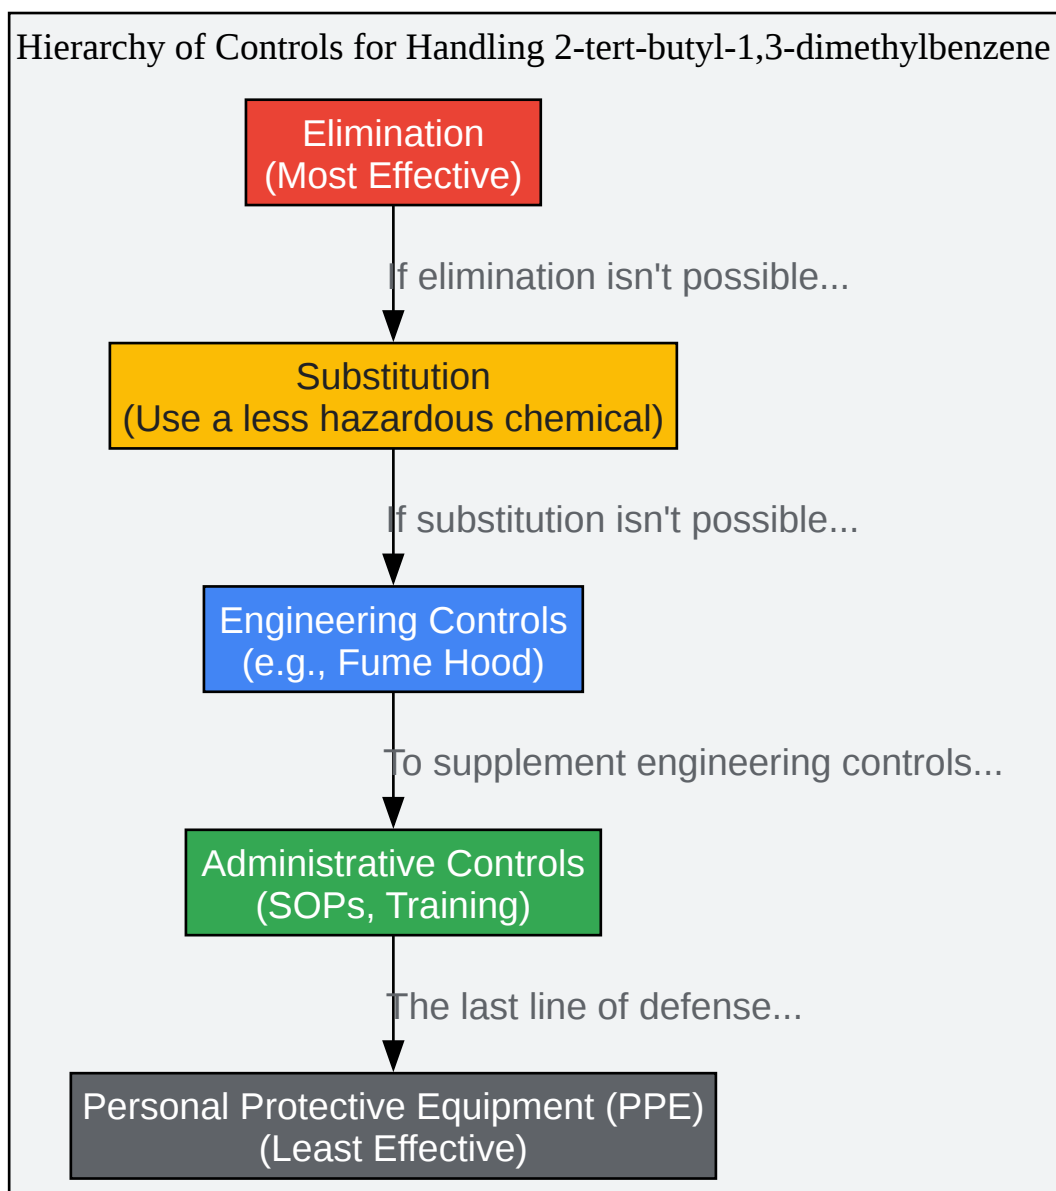 Hierarchy of Controls for Handling 2-tert-butyl-1,3-dimethylbenzene
Elimination
(Most Effective)
If elimination isn't possible...
Substitution
(Use a less hazardous chemical)
If substitution isn't possible...
Engineering Controls
(e.g., Fume Hood)
To supplement engineering controls...
Administrative Controls
(SOPs, Training)
The last line of defense...
Personal Protective Equipment (PPE)
(Least Effective)